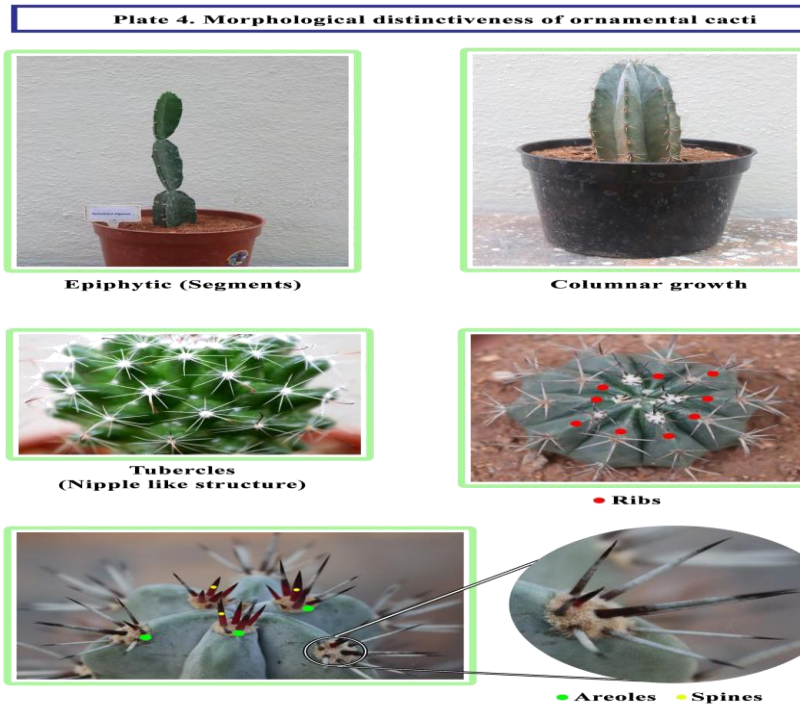 Plate 4. Morphological distinctiveness of ornamental cacti
Epiphytic (Segments)
Columnar growth
Tubercles
(Nipple like structure)
Ribs
Areoles
Spines